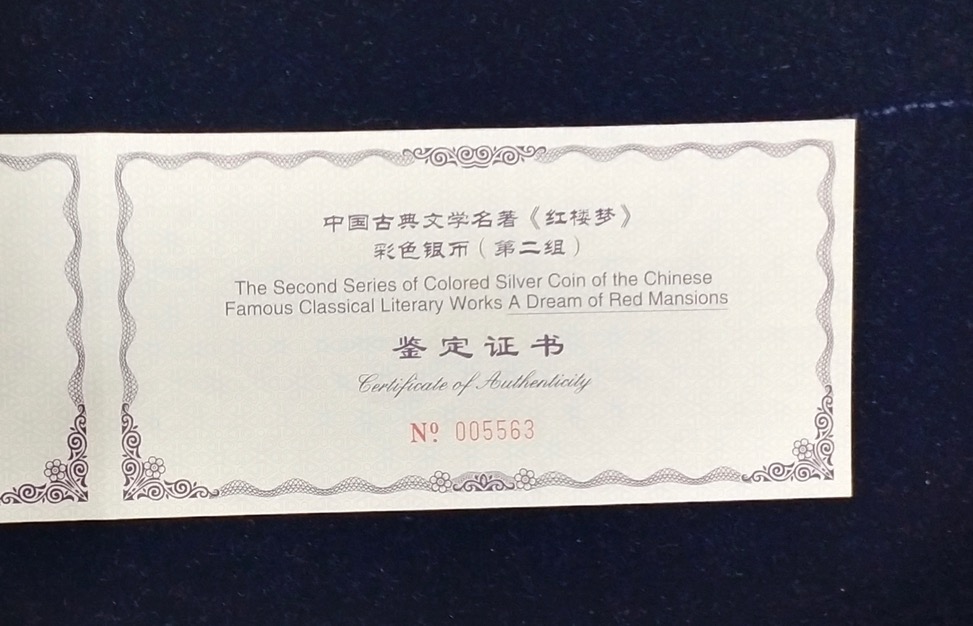 中国古典文学名著《红楼梦》
彩色银币（第二组）
The Second Series of Colored Silver Coin of the Chinese
Famous Classical Literary Works A Dream of Red Mansions
鉴定证书
Certificate of Authenticity
Nº 005563